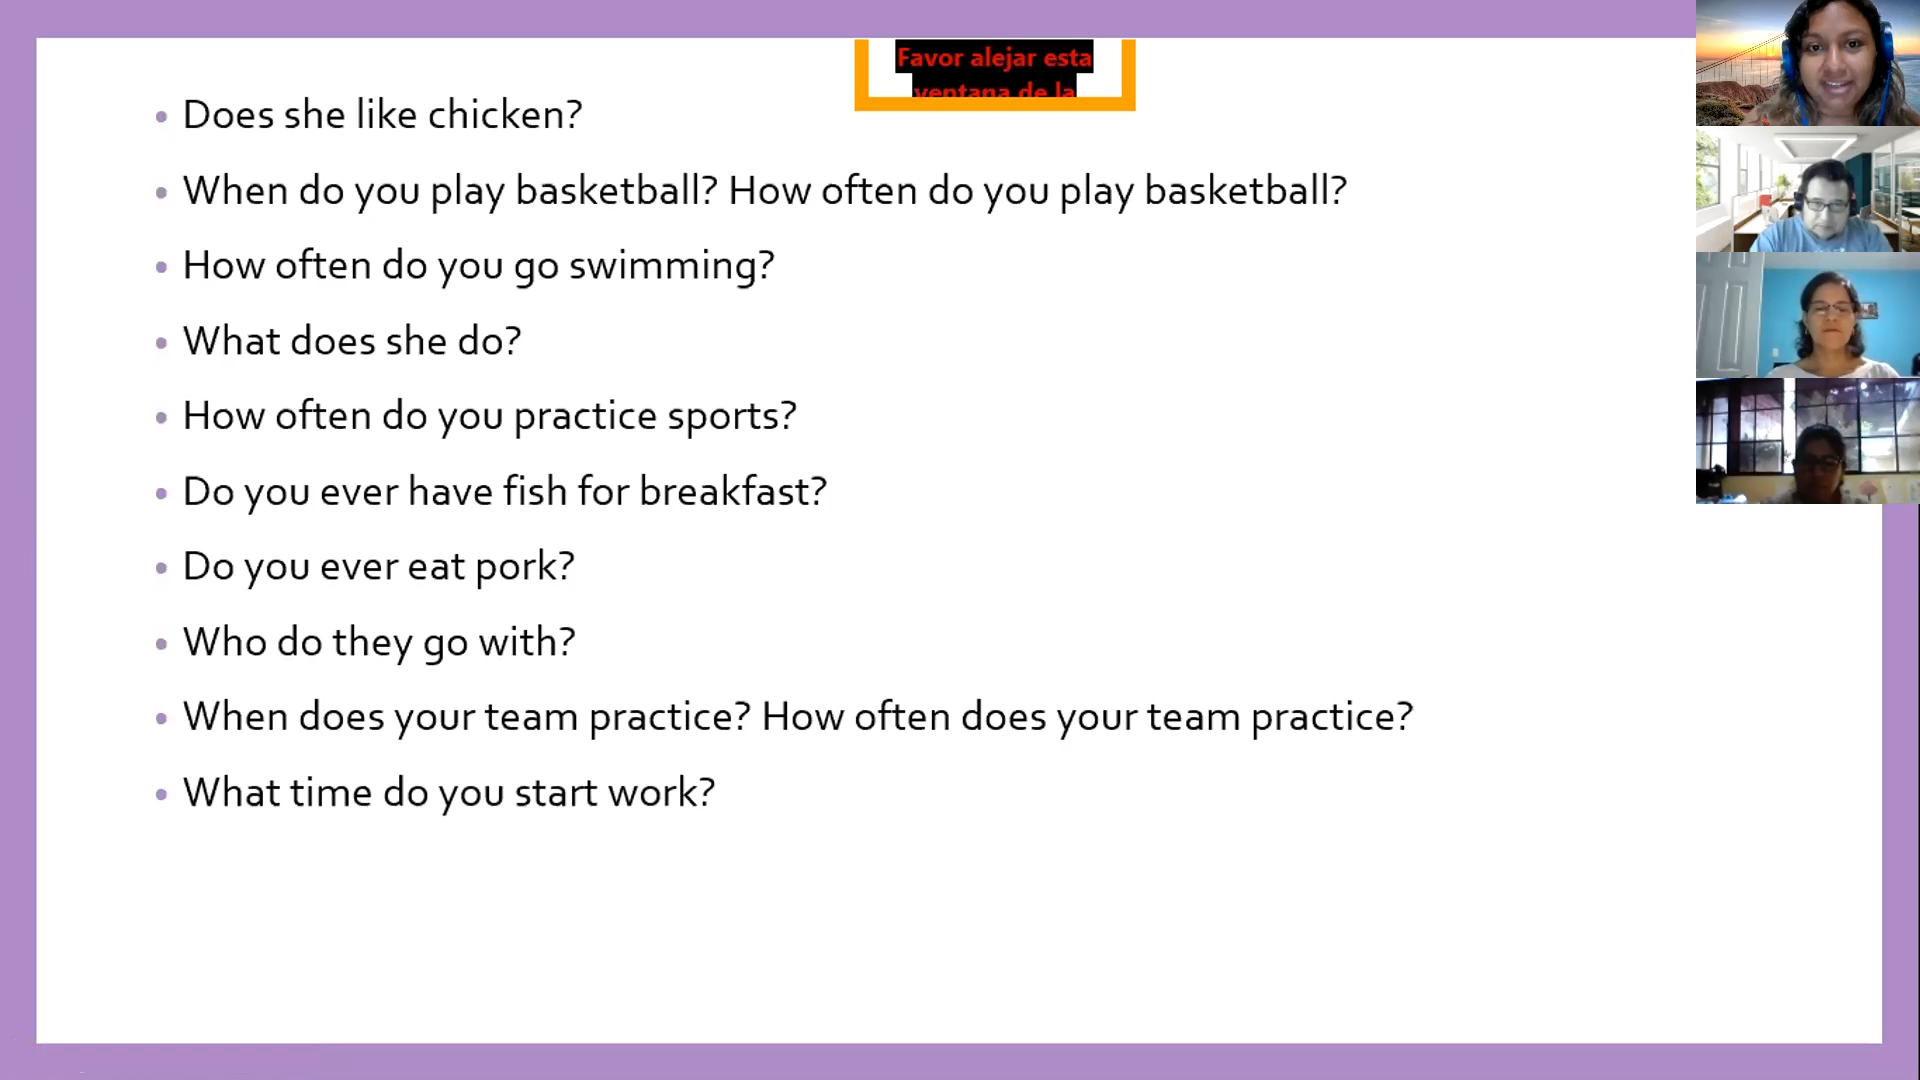 Favor alejar esta
ventana de la
Does she like chicken?
When do you play basketball? How often do you play basketball?
How often do you go swimming?
What does she do?
How often do you practice sports?
Do you ever have fish for breakfast?
Do you ever eat pork?
Who do they go with?
When does your team practice? How often does your team practice?
What time do you start work?